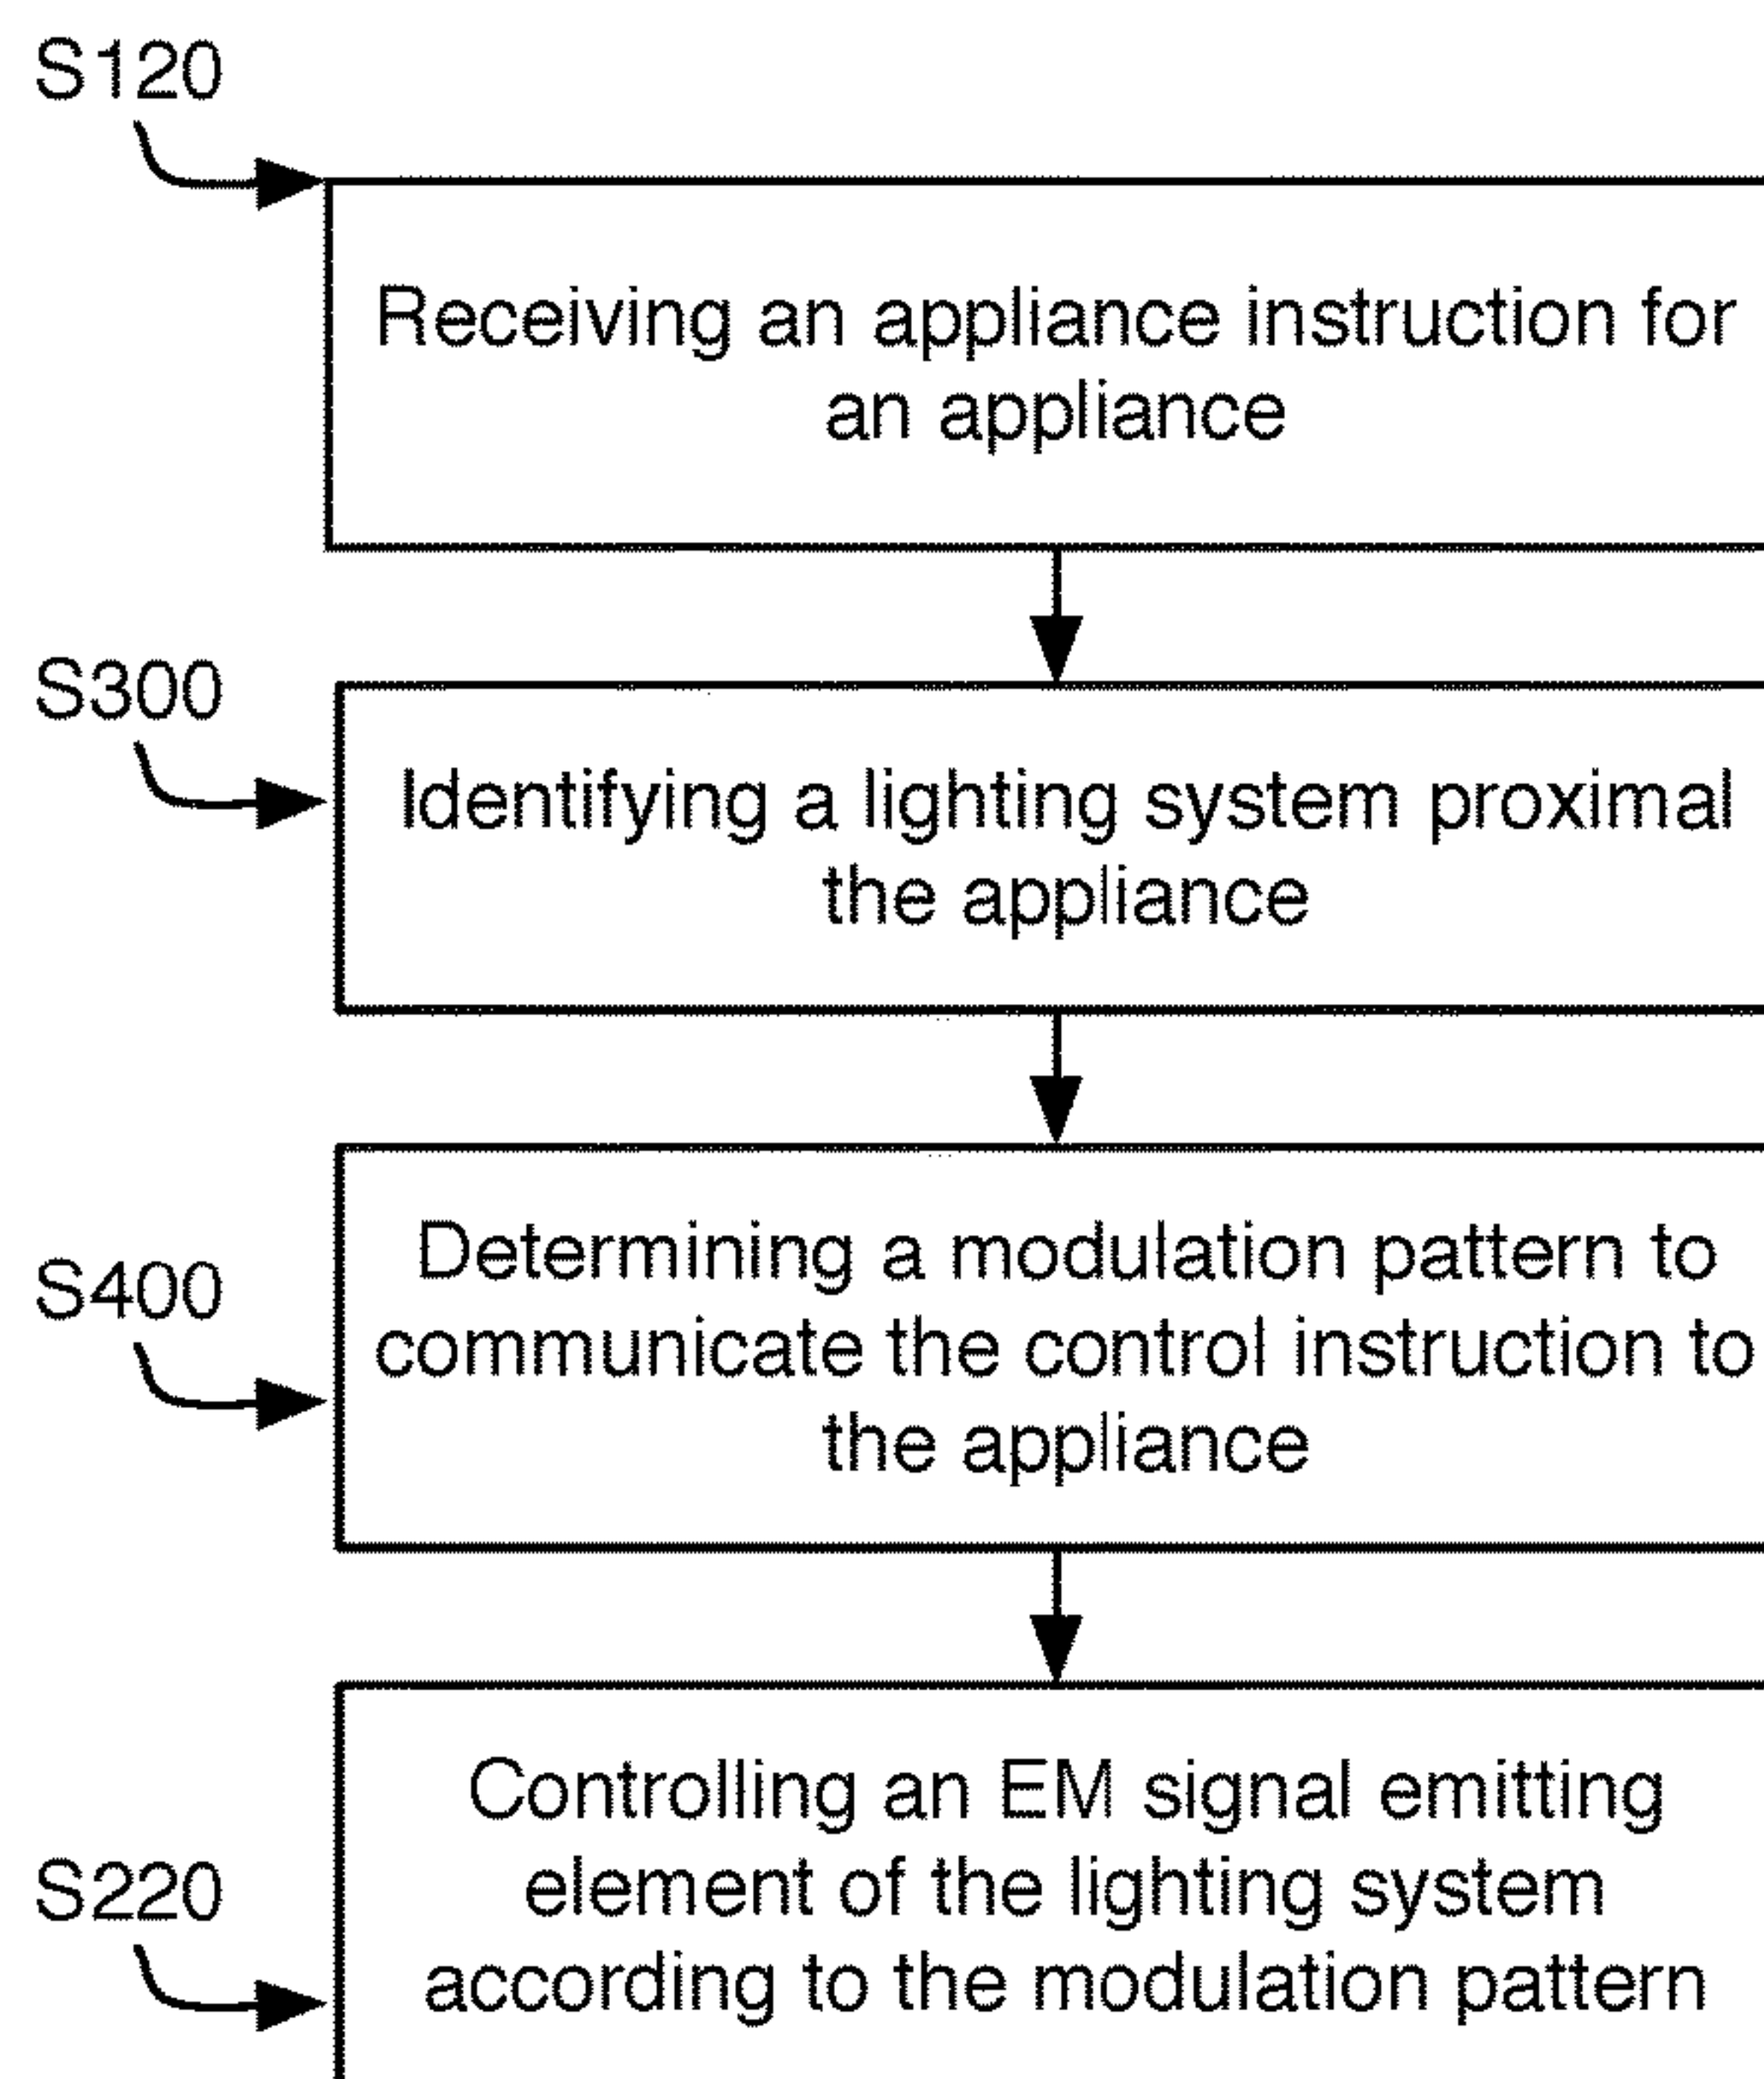 S120
Receiving an appliance instruction for
an appliance
S300
Identifying a lighting system proximal
the appliance
S400
Determining a modulation pattern to
communicate the control instruction to
the appliance
S220
Controlling an EM signal emitting
element of the lighting system
according to the modulation pattern